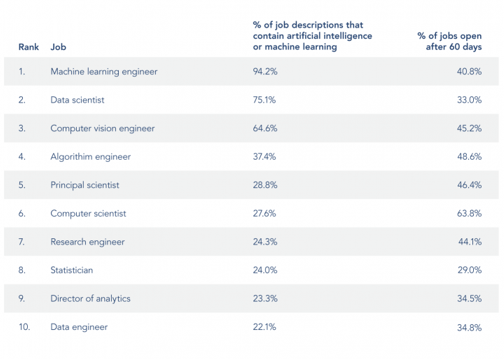 Rank Job % of job descriptions that contain artificial intelligence or machine learning % of jobs open after 60 days
1. Machine learning engineer 94.2% 40.8%
2. Data scientist 75.1% 33.0%
3. Computer vision engineer 64.6% 45.2%
4. Algorithim engineer 37.4% 48.6%
5. Principal scientist 28.8% 46.4%
6. Computer scientist 27.6% 63.8%
7. Research engineer 24.3% 44.1%
8. Statistician 24.0% 29.0%
9. Director of analytics 23.3% 34.5%
10. Data engineer 22.1% 34.8%